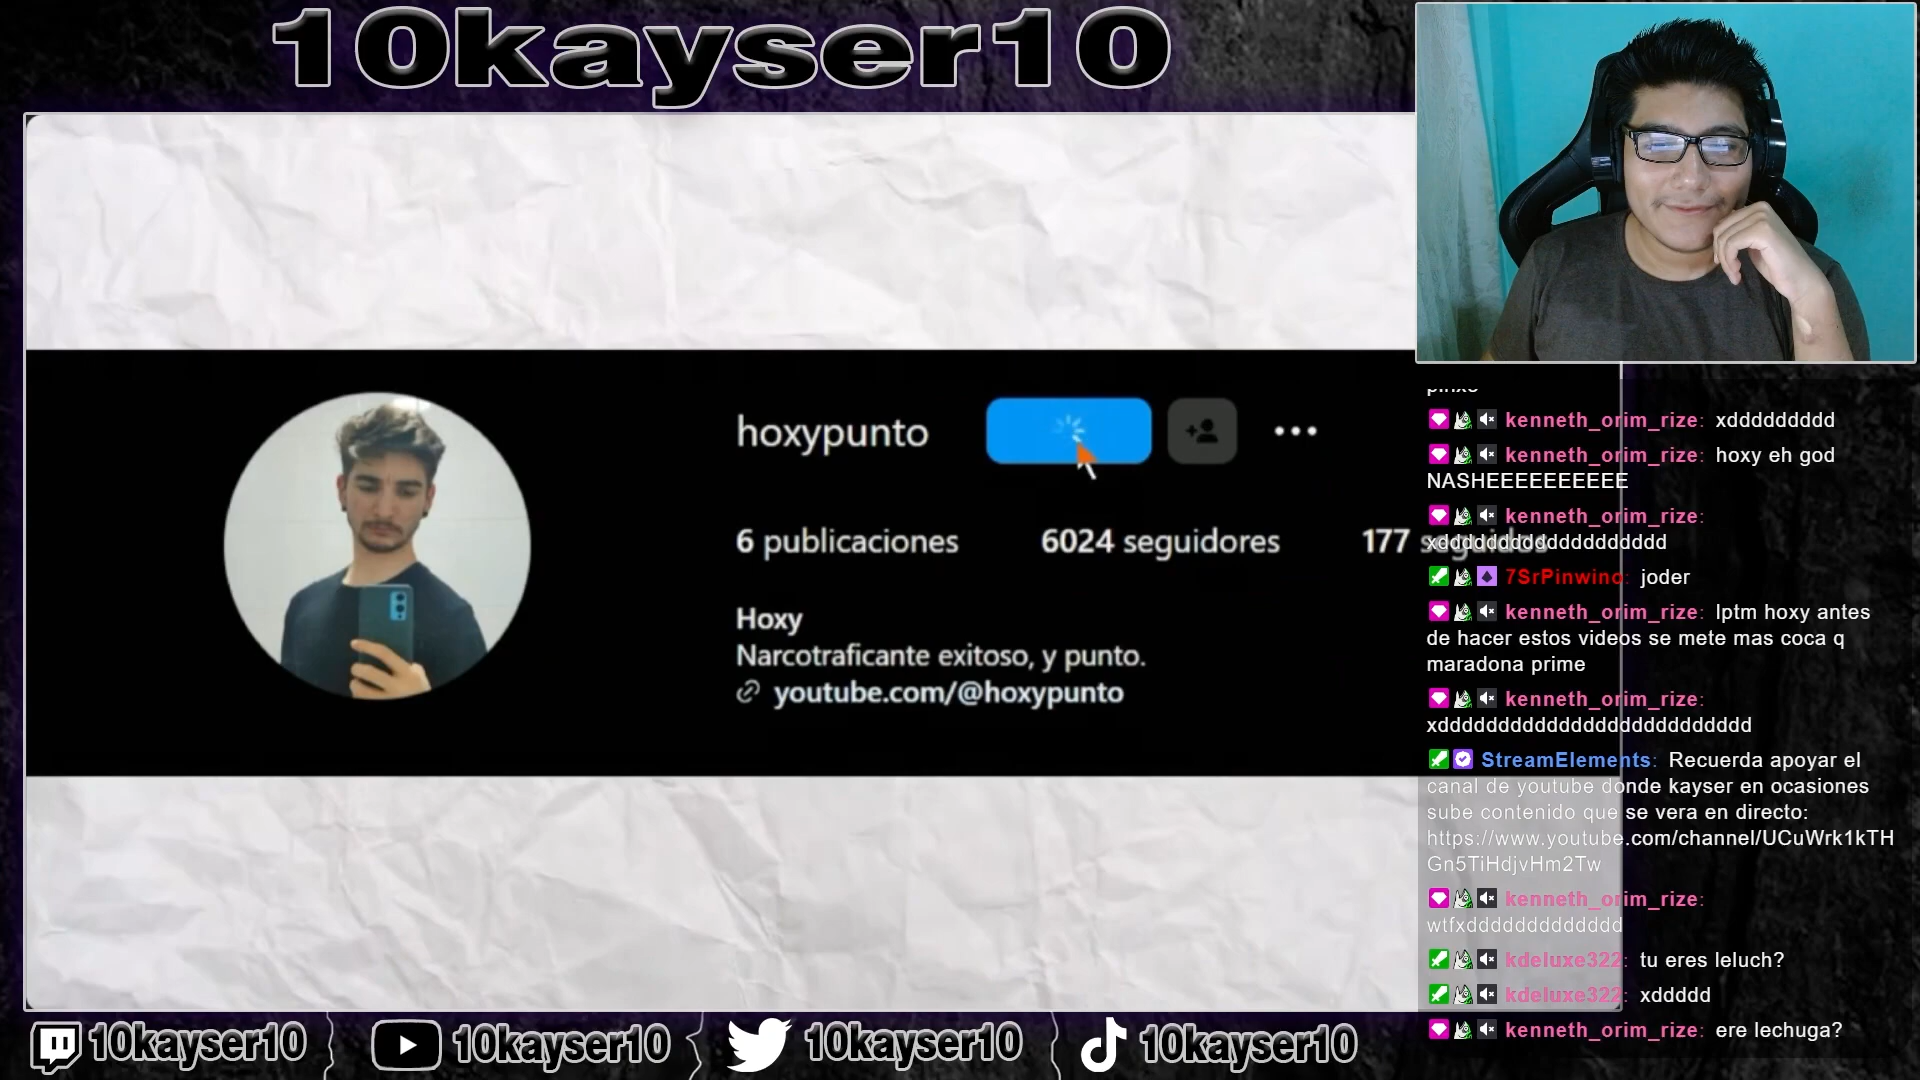 10kayser10
hoxypunto
6 publicaciones 6024 seguidores 177 seguidos
Hoxy
Narcotraficante exitoso, y punto.
youtube.com/@hoxypunto
kenneth_orim_rize: xddddddddd
kenneth_orim_rize: hoxy eh god
NASHEEEEEEEEEE
kenneth_orim_rize:
xddddddddddddddddddd
7SrPinwino: joder
kenneth_orim_rize: lptm hoxy antes
de hacer estos videos se mete mas coca q
maradona prime
kenneth_orim_rize:
xdddddddddddddddddddddddddd
StreamElements: Recuerda apoyar el
canal de youtube donde kayser en ocasiones
sube contenido que se vera en directo:
https://www.youtube.com/channel/UCuWrk1kTH
Gn5TiHdjvHm2Tw
kenneth_orim_rize:
wtfxddddddddddddd
kdeluxe322: tu eres leluch?
kdeluxe322: xddddd
kenneth_orim_rize: ere lechuga?
10kayser10 10kayser10 10kayser10 10kayser10